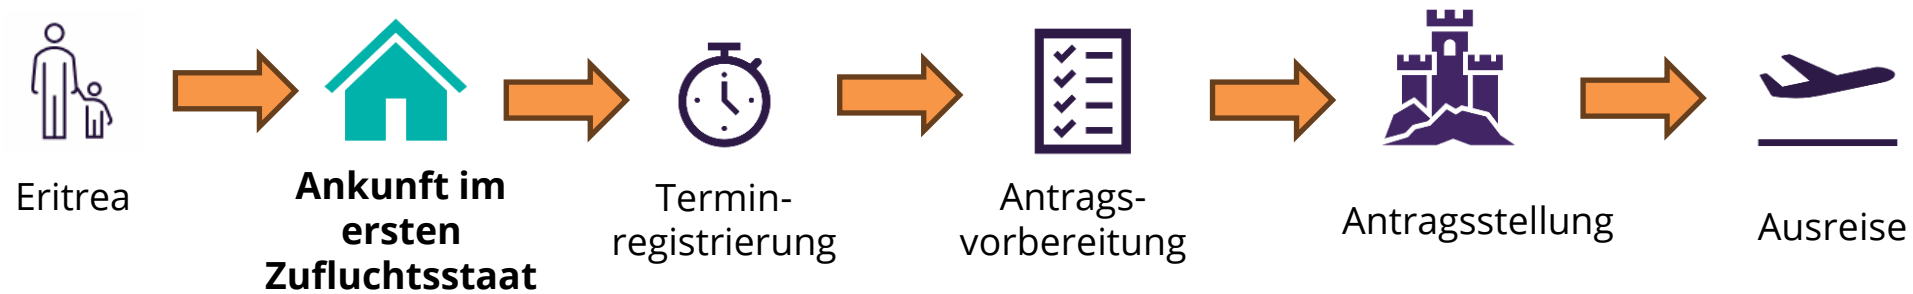 Eritrea
Ankunft im
ersten
Zufluchtsstaat
Termin-
registrierung
Antrags-
vorbereitung
Antragsstellung
Ausreise